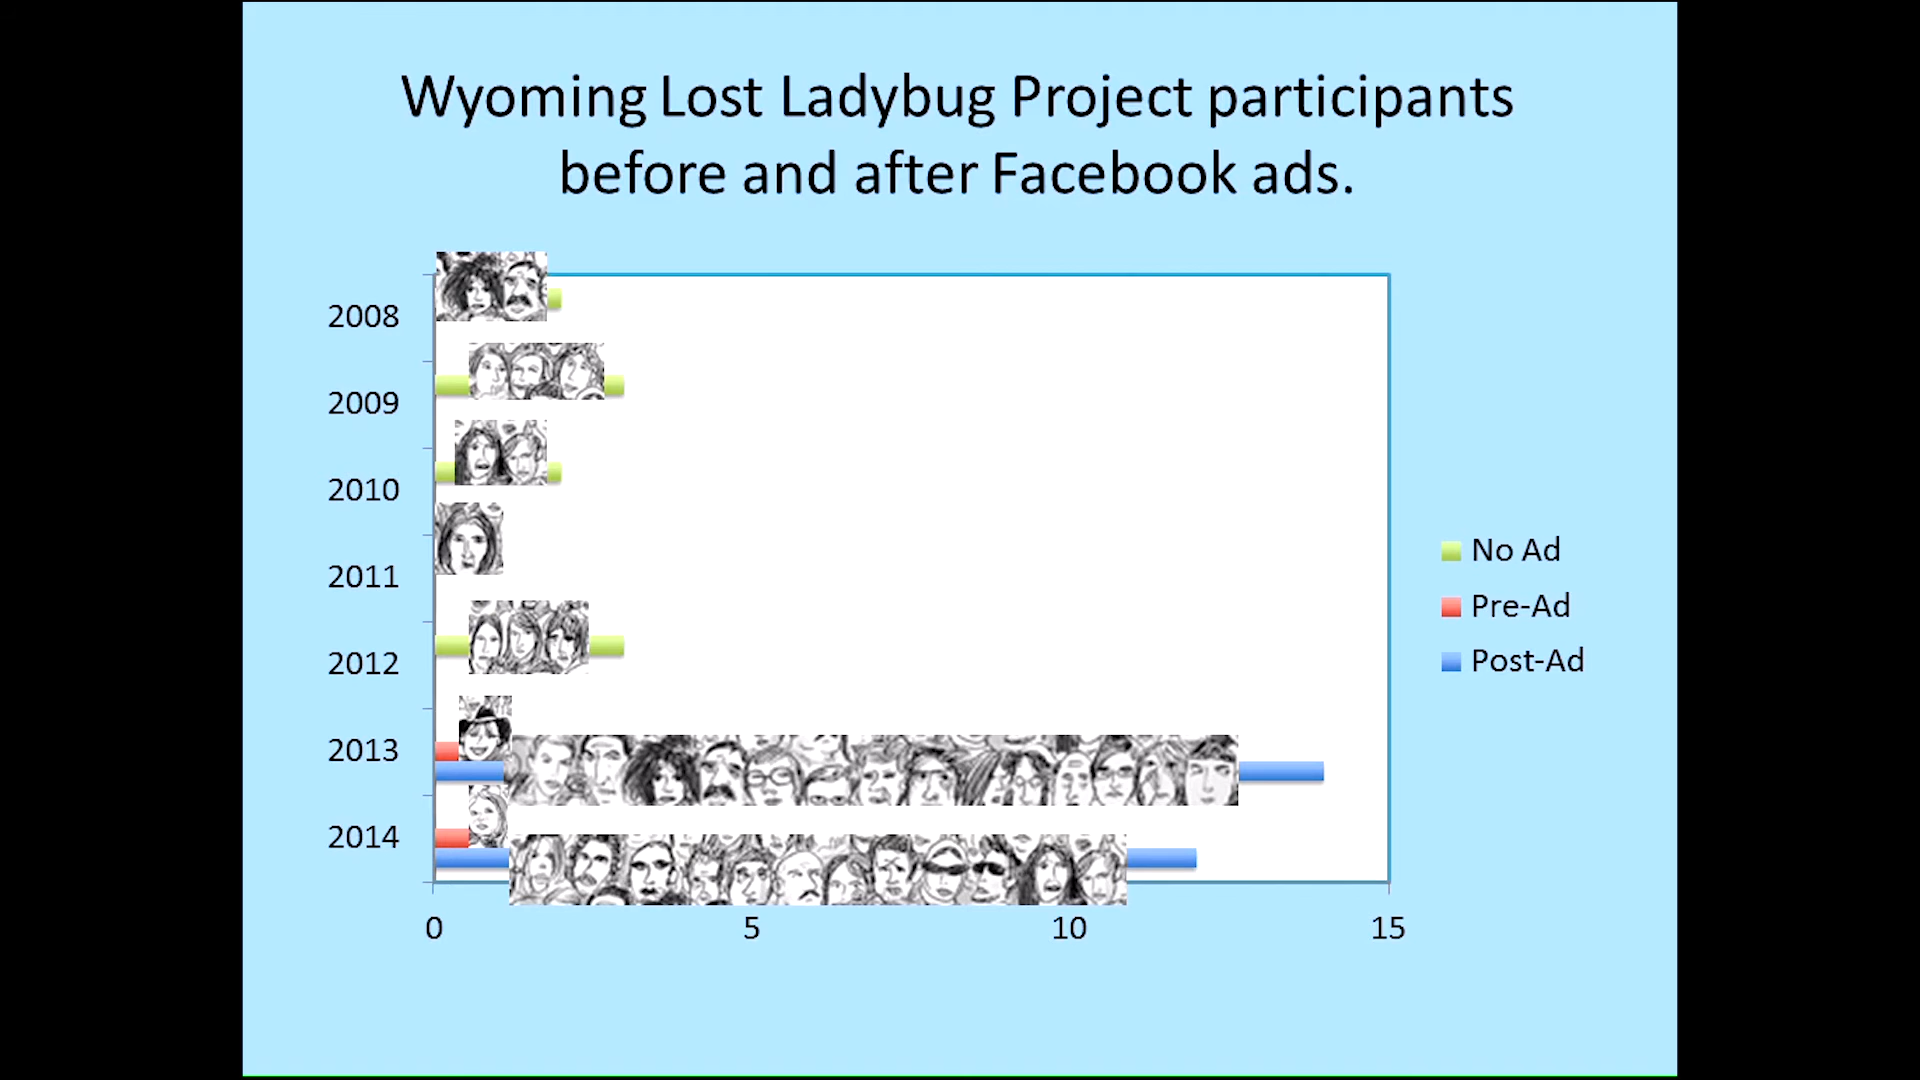 Wyoming Lost Ladybug Project participants
before and after Facebook ads.
2008
2009
2010
2011
2012
2013
2014
0 5 10 15
No Ad
Pre-Ad
Post-Ad